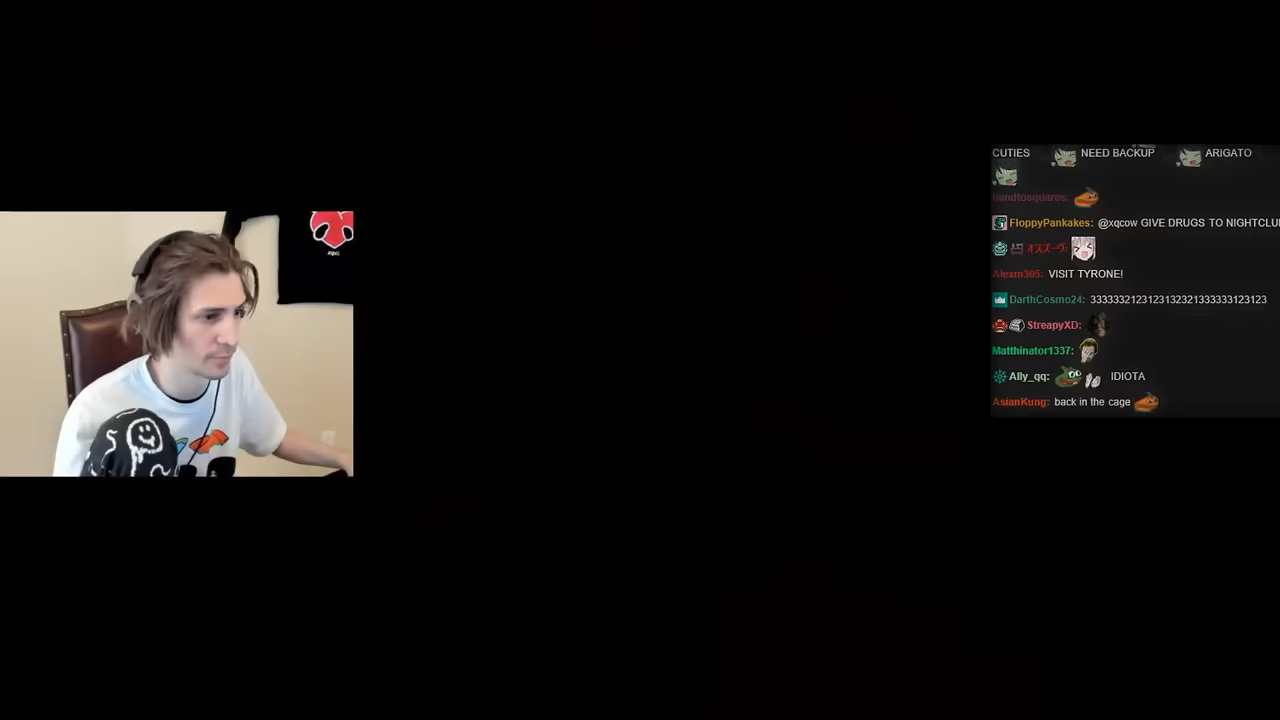 CUTIES NEED BACKUP ARIGATO
FloppyPankakes: @xqcow GIVE DRUGS TO NIGHTCLU
Alexm305: VISIT TYRONE!
DarthCosmo24: 3333332123123132321333333123123
StreapyXD:
Matthinator1337:
Ally_qq: IDIOTA
AsianKung: back in the cage